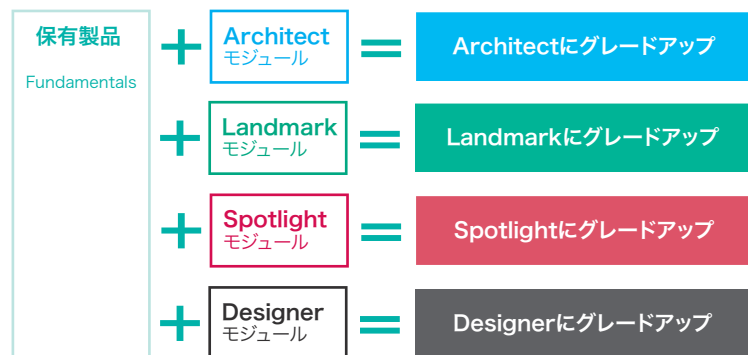 保有製品
Fundamentals
+ Architect
モジュール
= Architectにグレードアップ
+ Landmark
モジュール
= Landmarkにグレードアップ
+ Spotlight
モジュール
= Spotlightにグレードアップ
+ Designer
モジュール
= Designerにグレードアップ